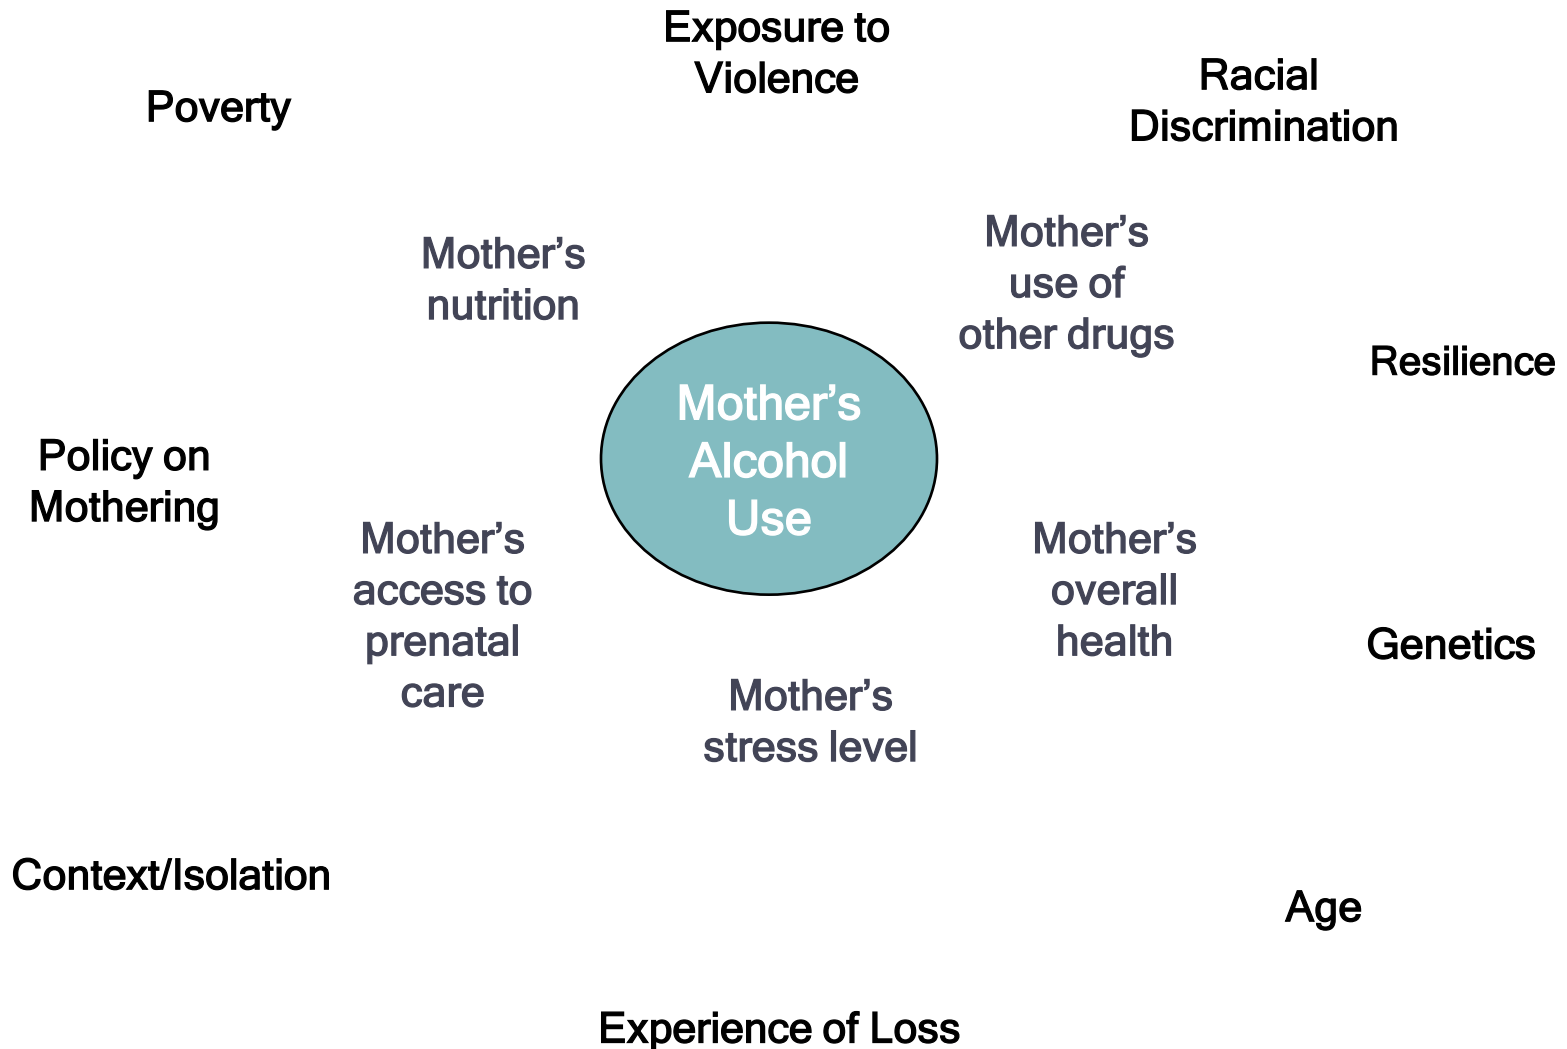 Exposure to
Violence
Racial
Discrimination
Poverty
Mother’s
nutrition
Mother’s
use of
other drugs
Resilience
Mother’s
Alcohol
Use
Policy on
Mothering
Mother’s
access to
prenatal
care
Mother’s
overall
health
Genetics
Mother’s
stress level
Context/Isolation
Age
Experience of Loss